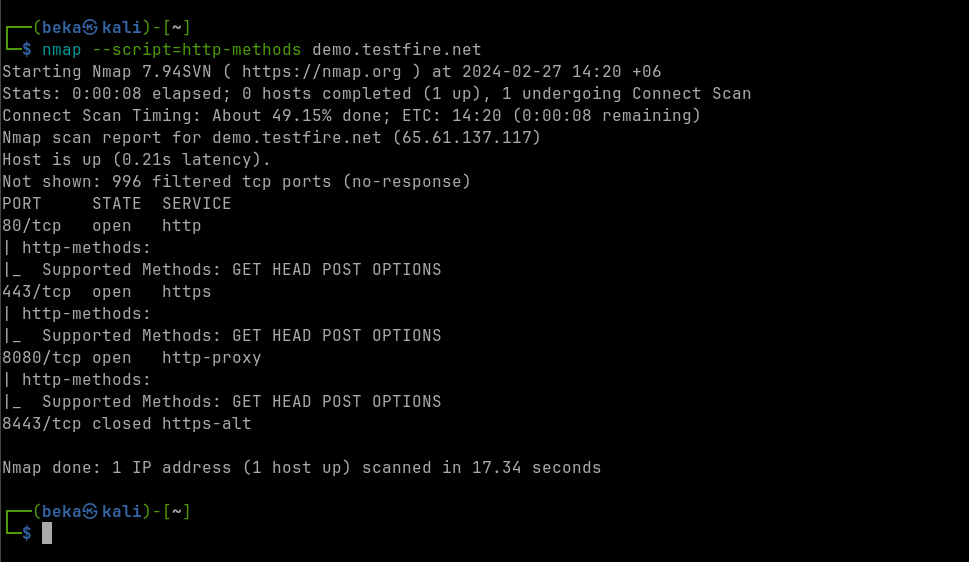 ┌──(beka㉿kali)-[~]
└─$ nmap --script=http-methods demo.testfire.net
Starting Nmap 7.94SVN ( https://nmap.org ) at 2024-02-27 14:20 +06
Stats: 0:00:08 elapsed; 0 hosts completed (1 up), 1 undergoing Connect Scan
Connect Scan Timing: About 49.15% done; ETC: 14:20 (0:00:08 remaining)
Nmap scan report for demo.testfire.net (65.61.137.117)
Host is up (0.21s latency).
Not shown: 996 filtered tcp ports (no-response)
PORT     STATE  SERVICE
80/tcp   open   http
| http-methods:
|_  Supported Methods: GET HEAD POST OPTIONS
443/tcp  open   https
| http-methods:
|_  Supported Methods: GET HEAD POST OPTIONS
8080/tcp open   http-proxy
| http-methods:
|_  Supported Methods: GET HEAD POST OPTIONS
8443/tcp closed https-alt
Nmap done: 1 IP address (1 host up) scanned in 17.34 seconds
┌──(beka㉿kali)-[~]
└─$